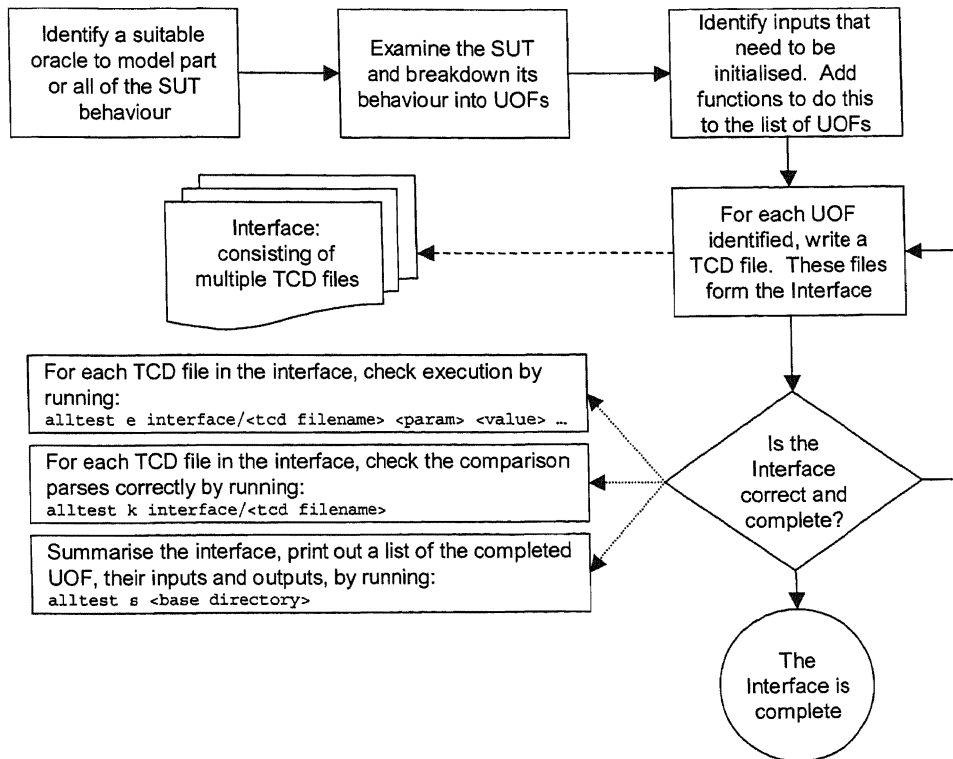 Identify a suitable
oracle to model part
or all of the SUT
behaviour
Examine the SUT
and breakdown its
behaviour into UOFs
Identify inputs that
need to be
initialised. Add
functions to do this
to the list of UOFs
For each UOF
identified, write a
TCD file. These files
form the Interface
Interface:
consisting of
multiple TCD files
For each TCD file in the interface, check execution by
running:
alltest e interface/<tcd filename> <param> <value> …
For each TCD file in the interface, check the comparison
parses correctly by running:
alltest k interface/<tcd filename>
Summarise the interface, print out a list of the completed
UOF, their inputs and outputs, by running:
alltest s <base directory>
Is the
Interface
correct and
complete?
The
Interface is
complete